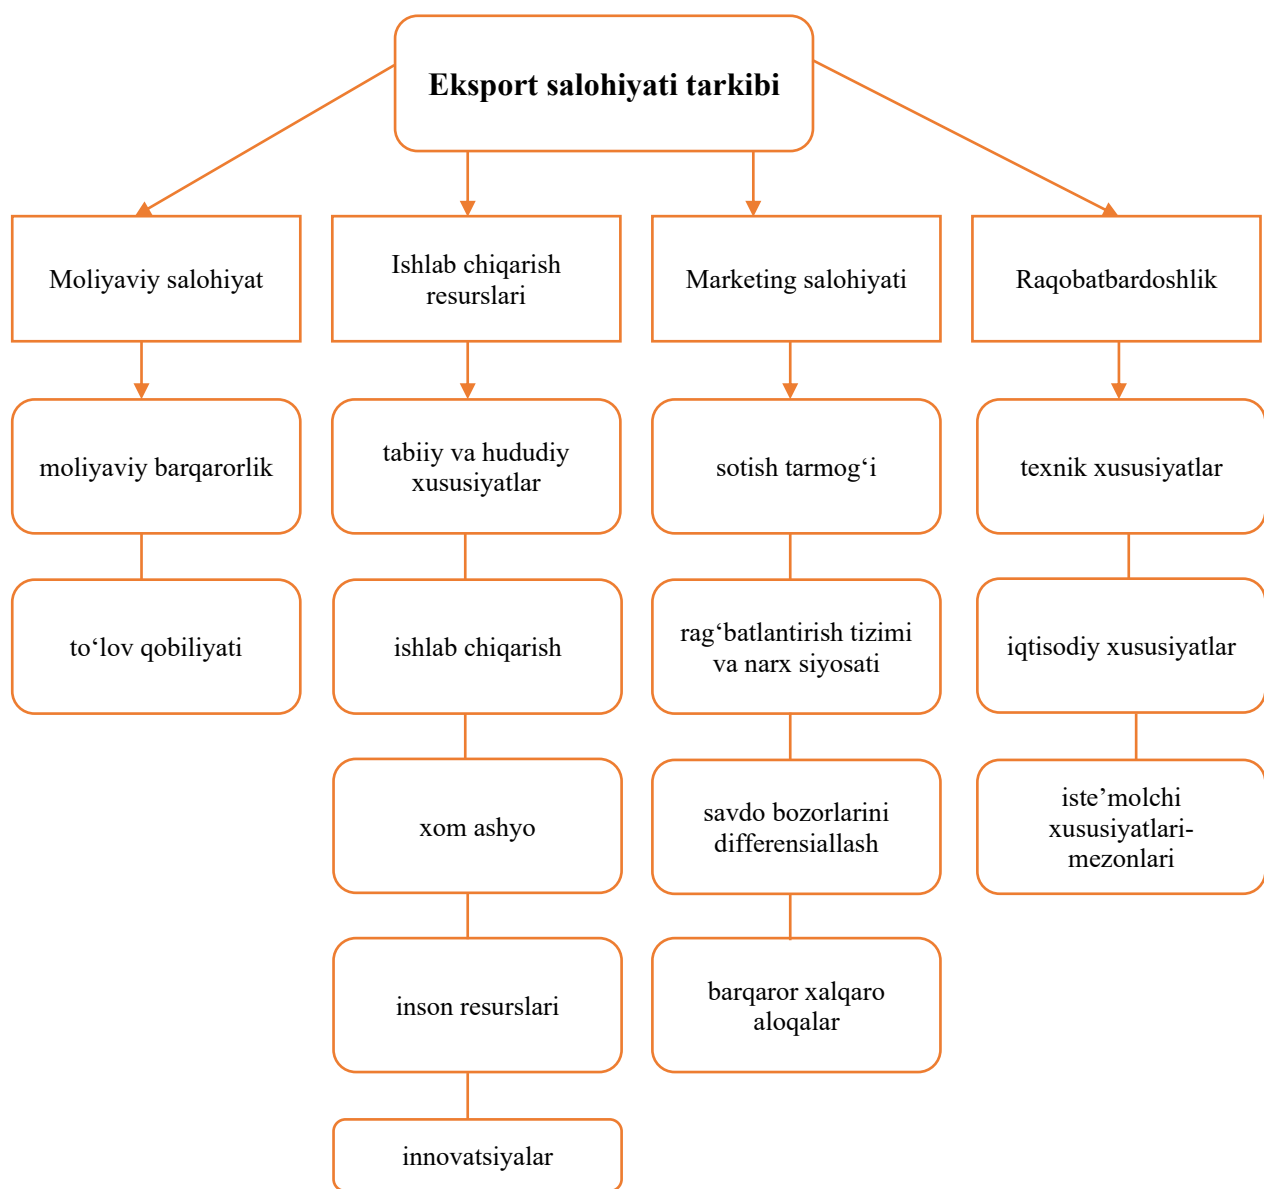 Eksport salohiyati tarkibi
Moliyaviy salohiyat
Ishlab chiqarish
resurslari
Marketing salohiyati
Raqobatbardoshlik
moliyaviy barqarorlik
tabiiy va hududiy
xususiyatlar
sotish tarmog‘i
texnik xususiyatlar
to‘lov qobiliyati
ishlab chiqarish
rag‘batlantirish tizimi
va narx siyosati
iqtisodiy xususiyatlar
xom ashyo
savdo bozorlarini
differensiallash
iste’molchi
xususiyatlari-
mezonlari
inson resurslari
barqaror xalqaro
aloqalar
innovatsiyalar